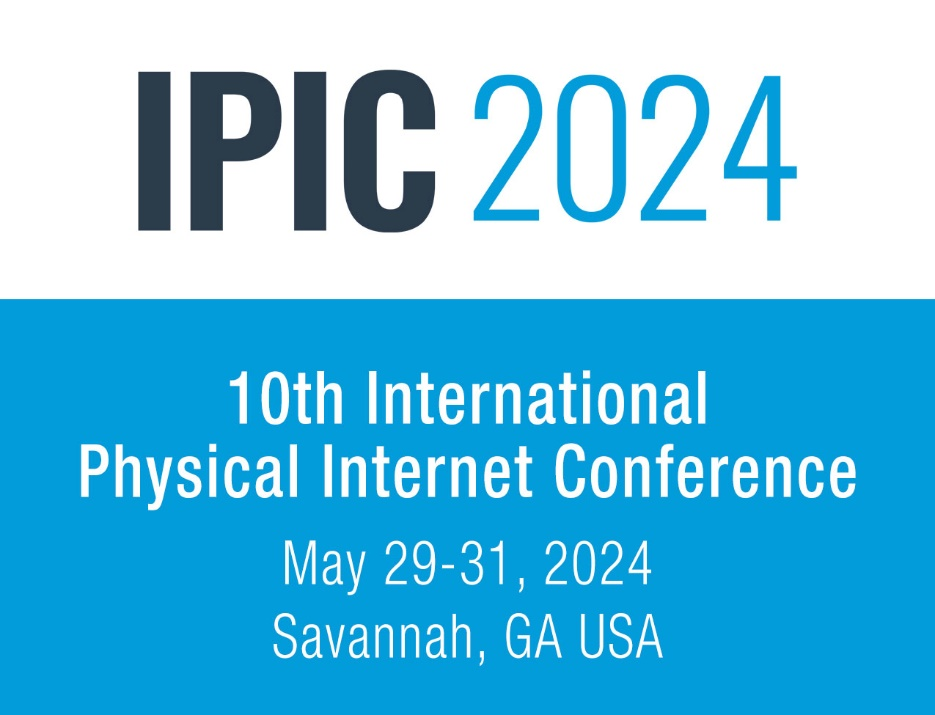 IPIC 2024
10th International
Physical Internet Conference
May 29-31, 2024
Savannah, GA USA